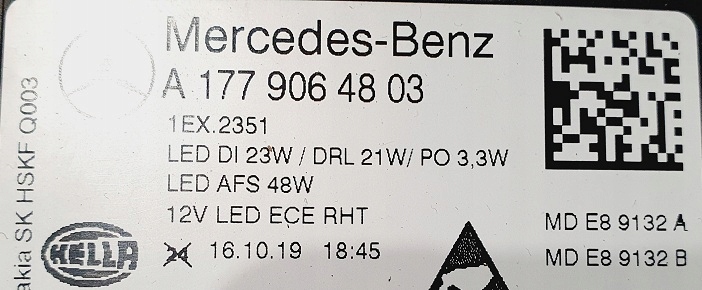 Mercedes-Benz
A 177 906 48 03
1EX.2351
LED DI 23W / DRL 21W/ PO 3,3W
LED AFS 48W
12V LED ECE RHT
HELLA
24 16.10.19 18:45
MD E8 9132 A
MD E8 9132 B
akia SK HSKF Q003